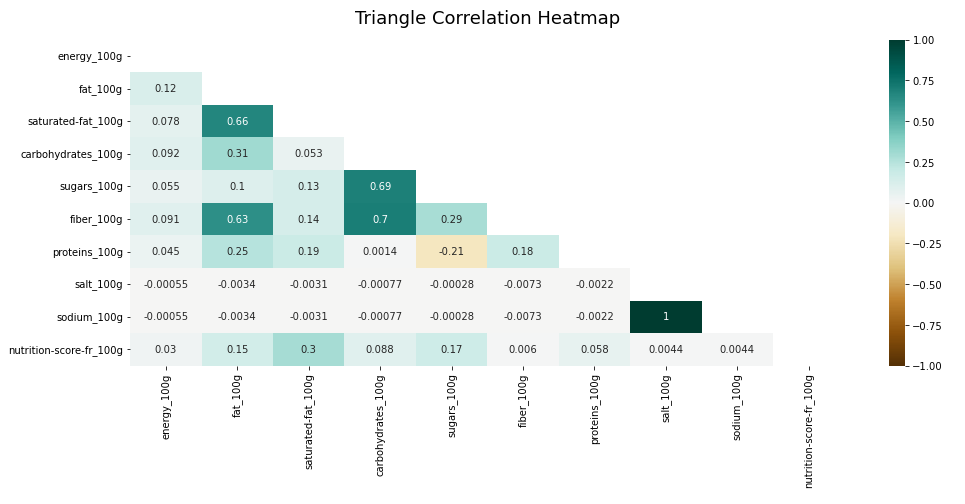 Triangle Correlation Heatmap
energy_100g
fat_100g 0.12
saturated-fat_100g 0.078 0.66
carbohydrates_100g 0.092 0.31 0.053
sugars_100g 0.055 0.1 0.13 0.69
fiber_100g 0.091 0.63 0.14 0.7 0.29
proteins_100g 0.045 0.25 0.19 0.0014 -0.21 0.18
salt_100g -0.00055 -0.0034 -0.0031 -0.00077 -0.00028 -0.0073 -0.0022
sodium_100g -0.00055 -0.0034 -0.0031 -0.00077 -0.00028 -0.0073 -0.0022 1
nutrition-score-fr_100g 0.03 0.15 0.3 0.088 0.17 0.006 0.058 0.0044 0.0044
energy_100g
fat_100g
saturated-fat_100g
carbohydrates_100g
sugars_100g
fiber_100g
proteins_100g
salt_100g
sodium_100g
nutrition-score-fr_100g
1.00
0.75
0.50
0.25
0.00
−0.25
−0.50
−0.75
−1.00